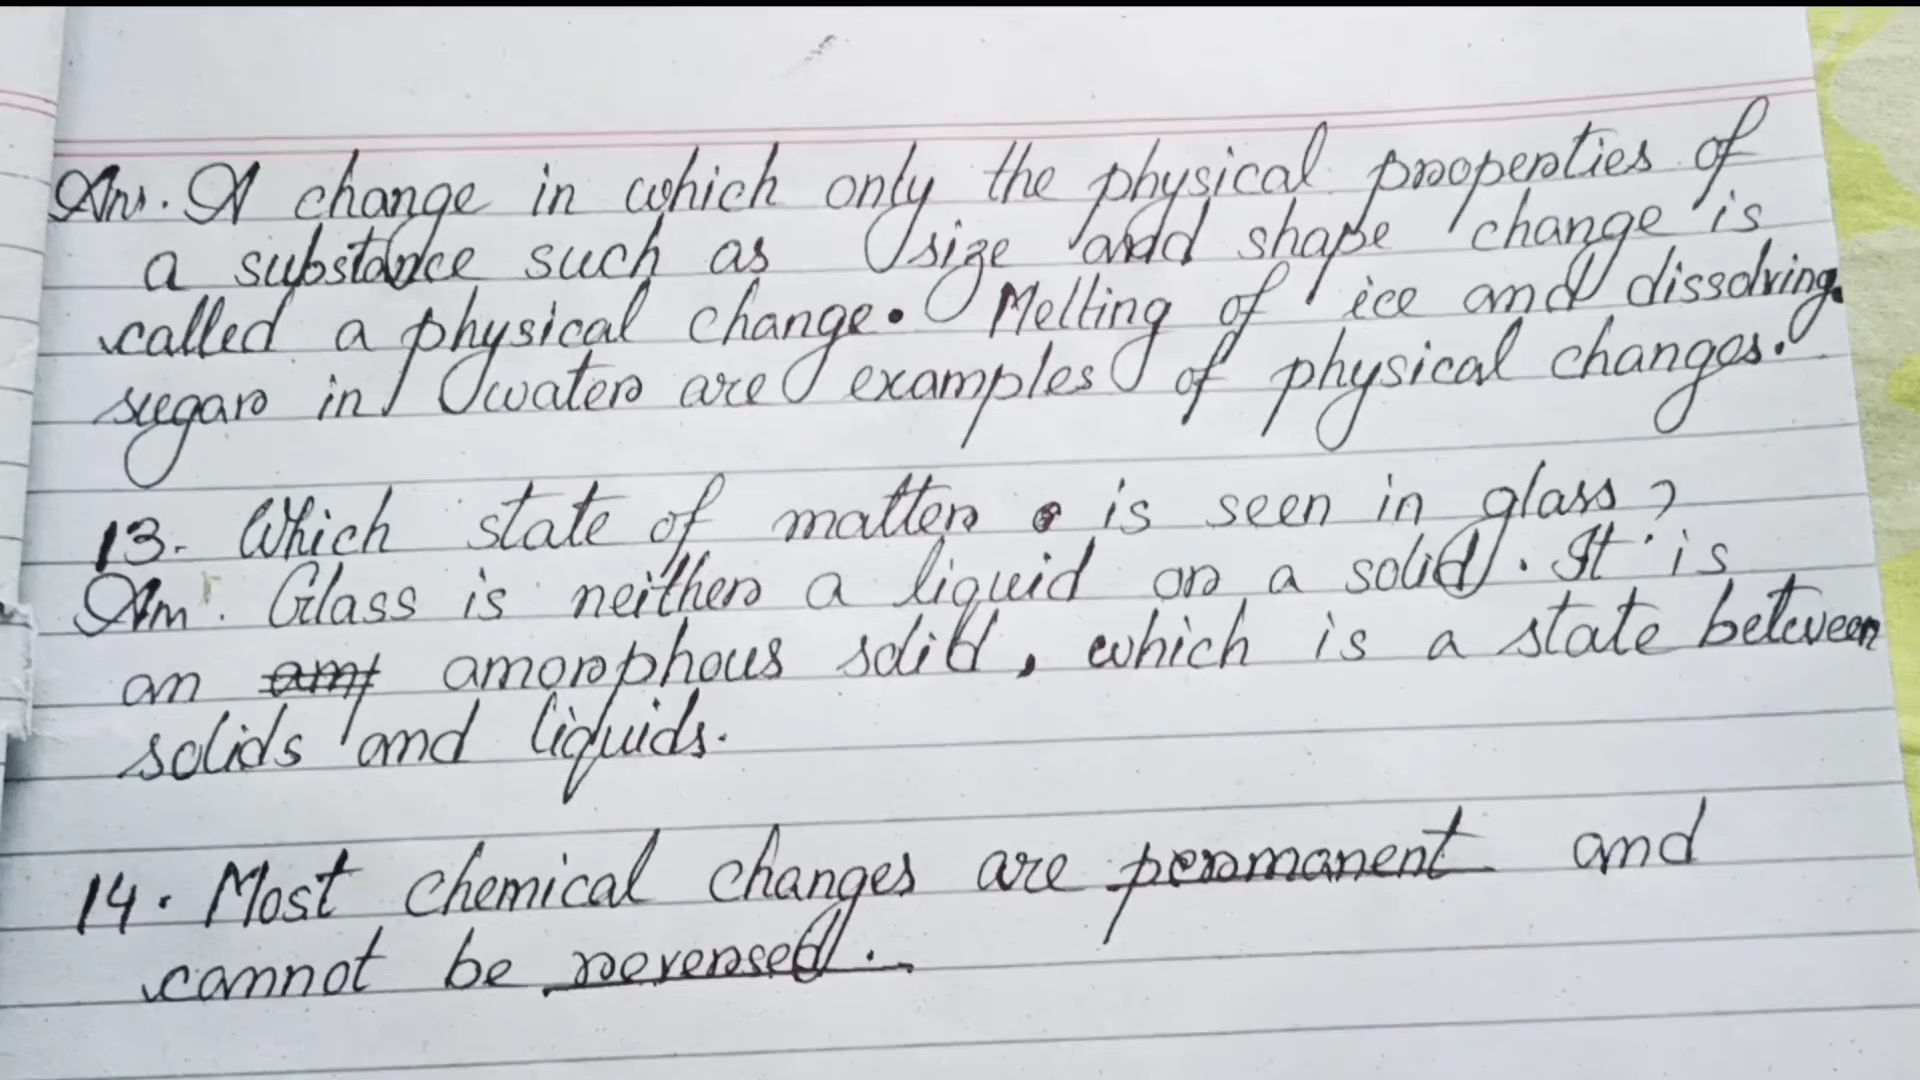 Ans. A change in which only the physical properties of
a substance such as size and shape change is
called a physical change. Melting of ice and dissolving
sugar in water are examples of physical changes.
13. Which state of matter is seen in glass?
Ans. Glass is neither a liquid or a solid. It is
an amorphous solid, which is a state between
solids and liquids.
14. Most chemical changes are permanent and
cannot be reversed.